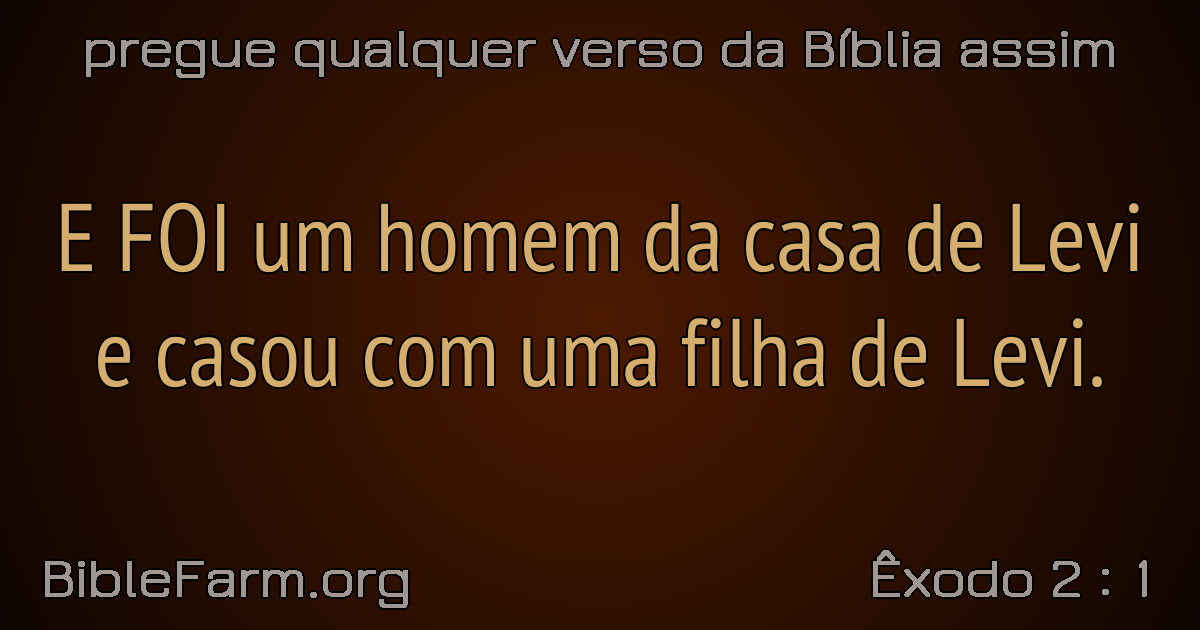 pregue qualquer verso da Bíblia assim
E FOI um homem da casa de Levi
e casou com uma filha de Levi.
BibleFarm.org
Êxodo 2 : 1